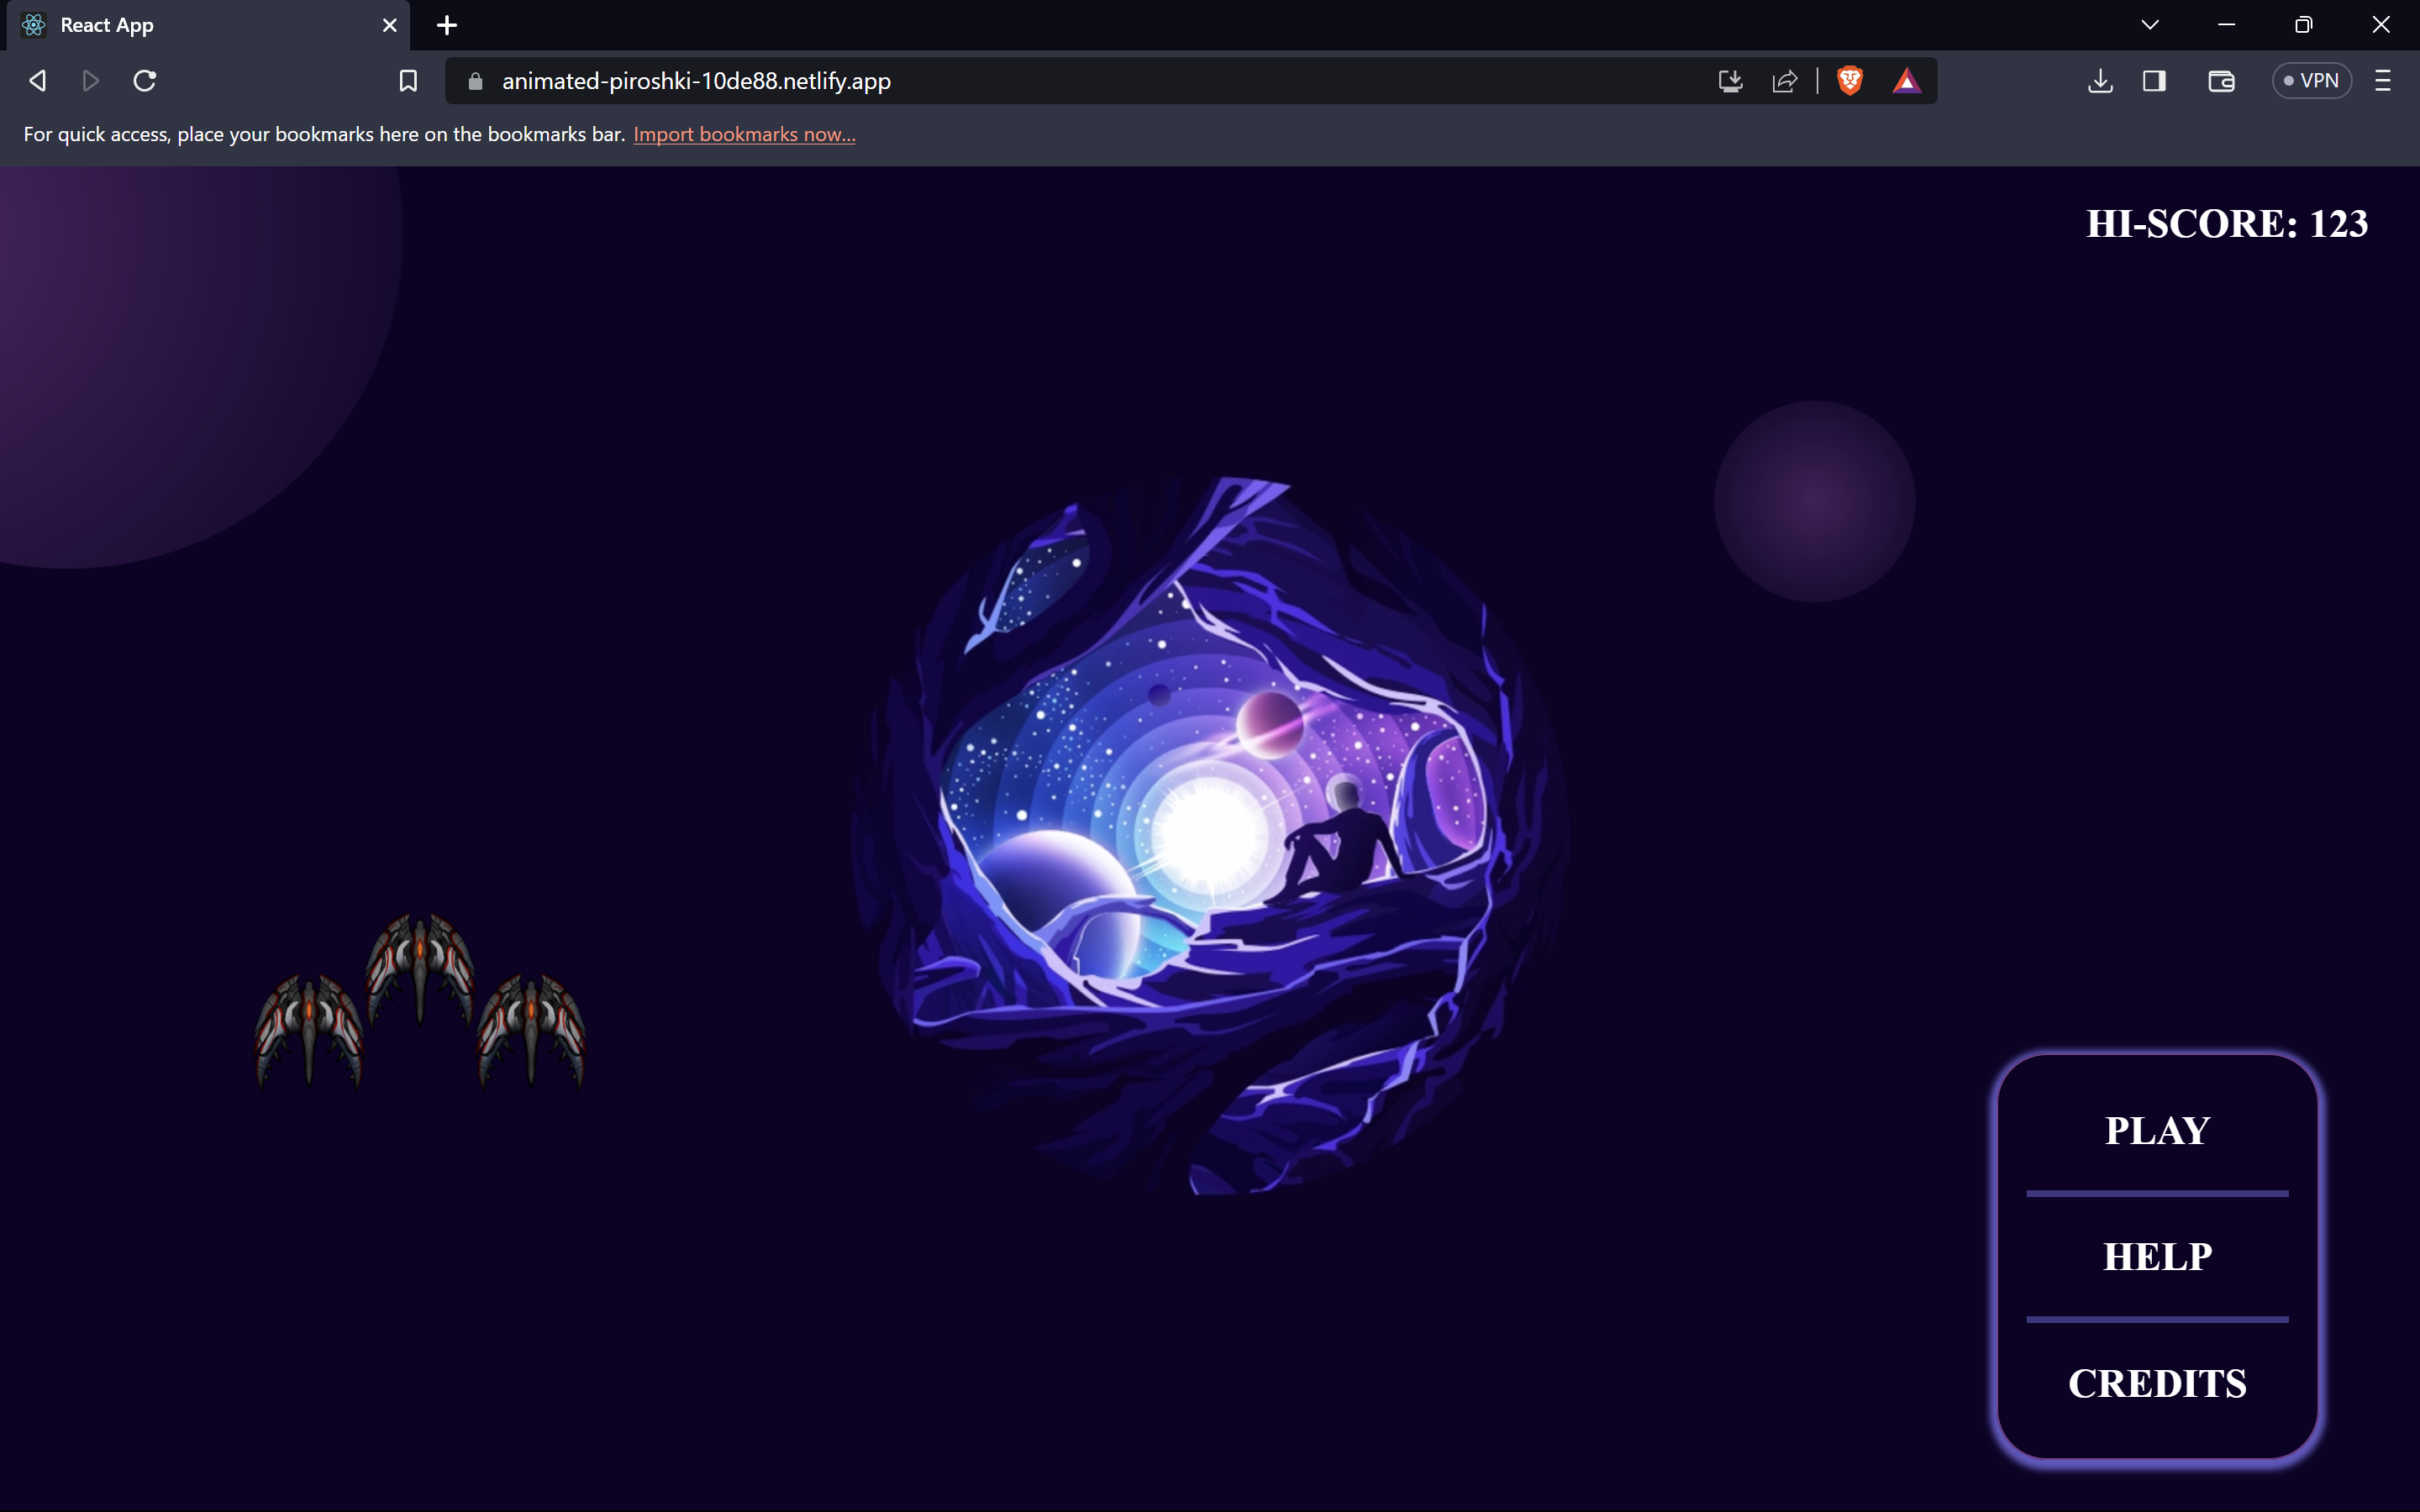 React App
animated-piroshki-10de88.netlify.app
VPN
For quick access, place your bookmarks here on the bookmarks bar. Import bookmarks now...
HI-SCORE: 123
PLAY
HELP
CREDITS